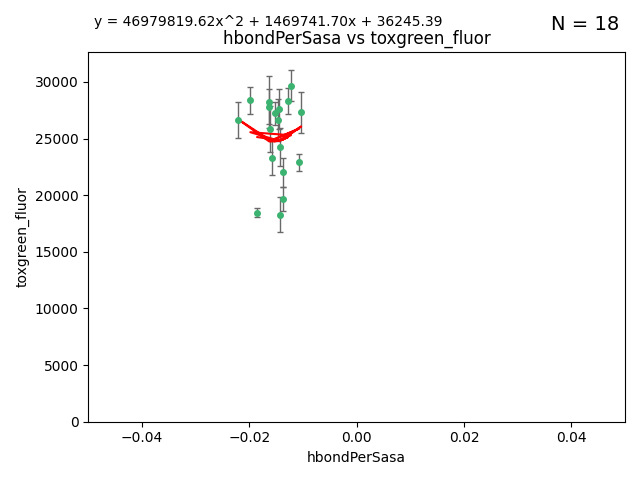 y = 46979819.62x^2 + 1469741.70x + 36245.39
N = 18
hbondPerSasa vs toxgreen_fluor
30000
25000
20000
15000
10000
5000
0
toxgreen_fluor
−0.04
−0.02
0.00
0.02
0.04
hbondPerSasa